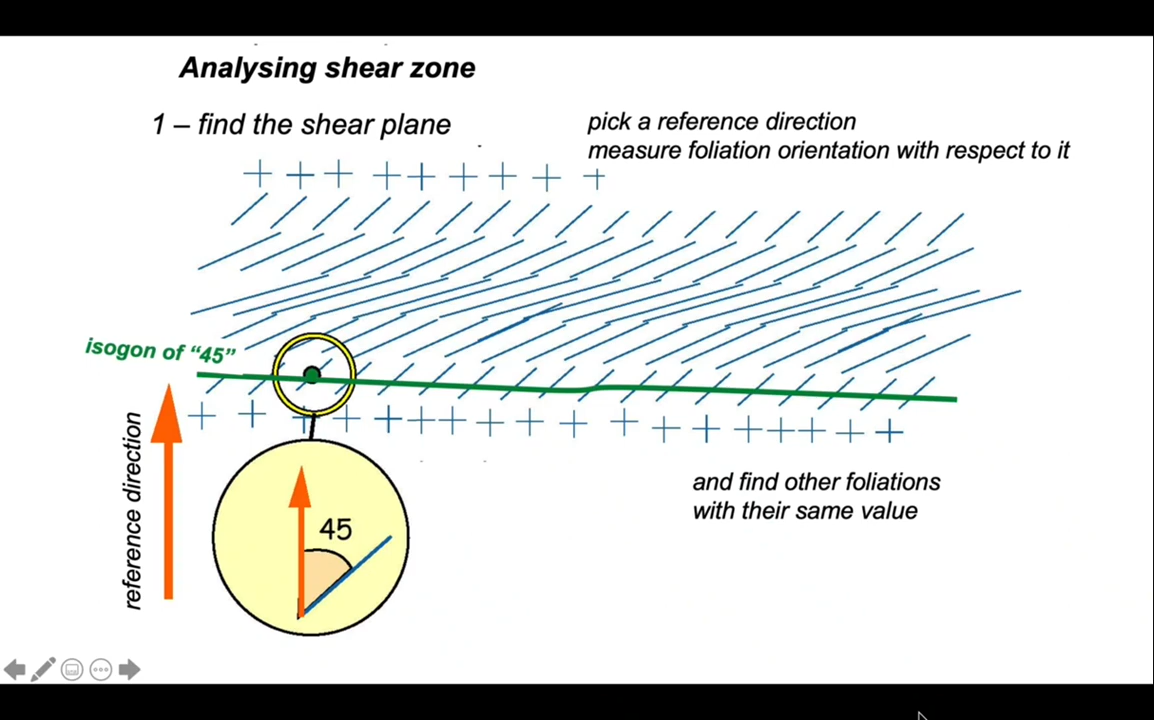 Analysing shear zone
1 – find the shear plane
pick a reference direction
measure foliation orientation with respect to it
isogon of “45”
reference direction
45
and find other foliations
with their same value